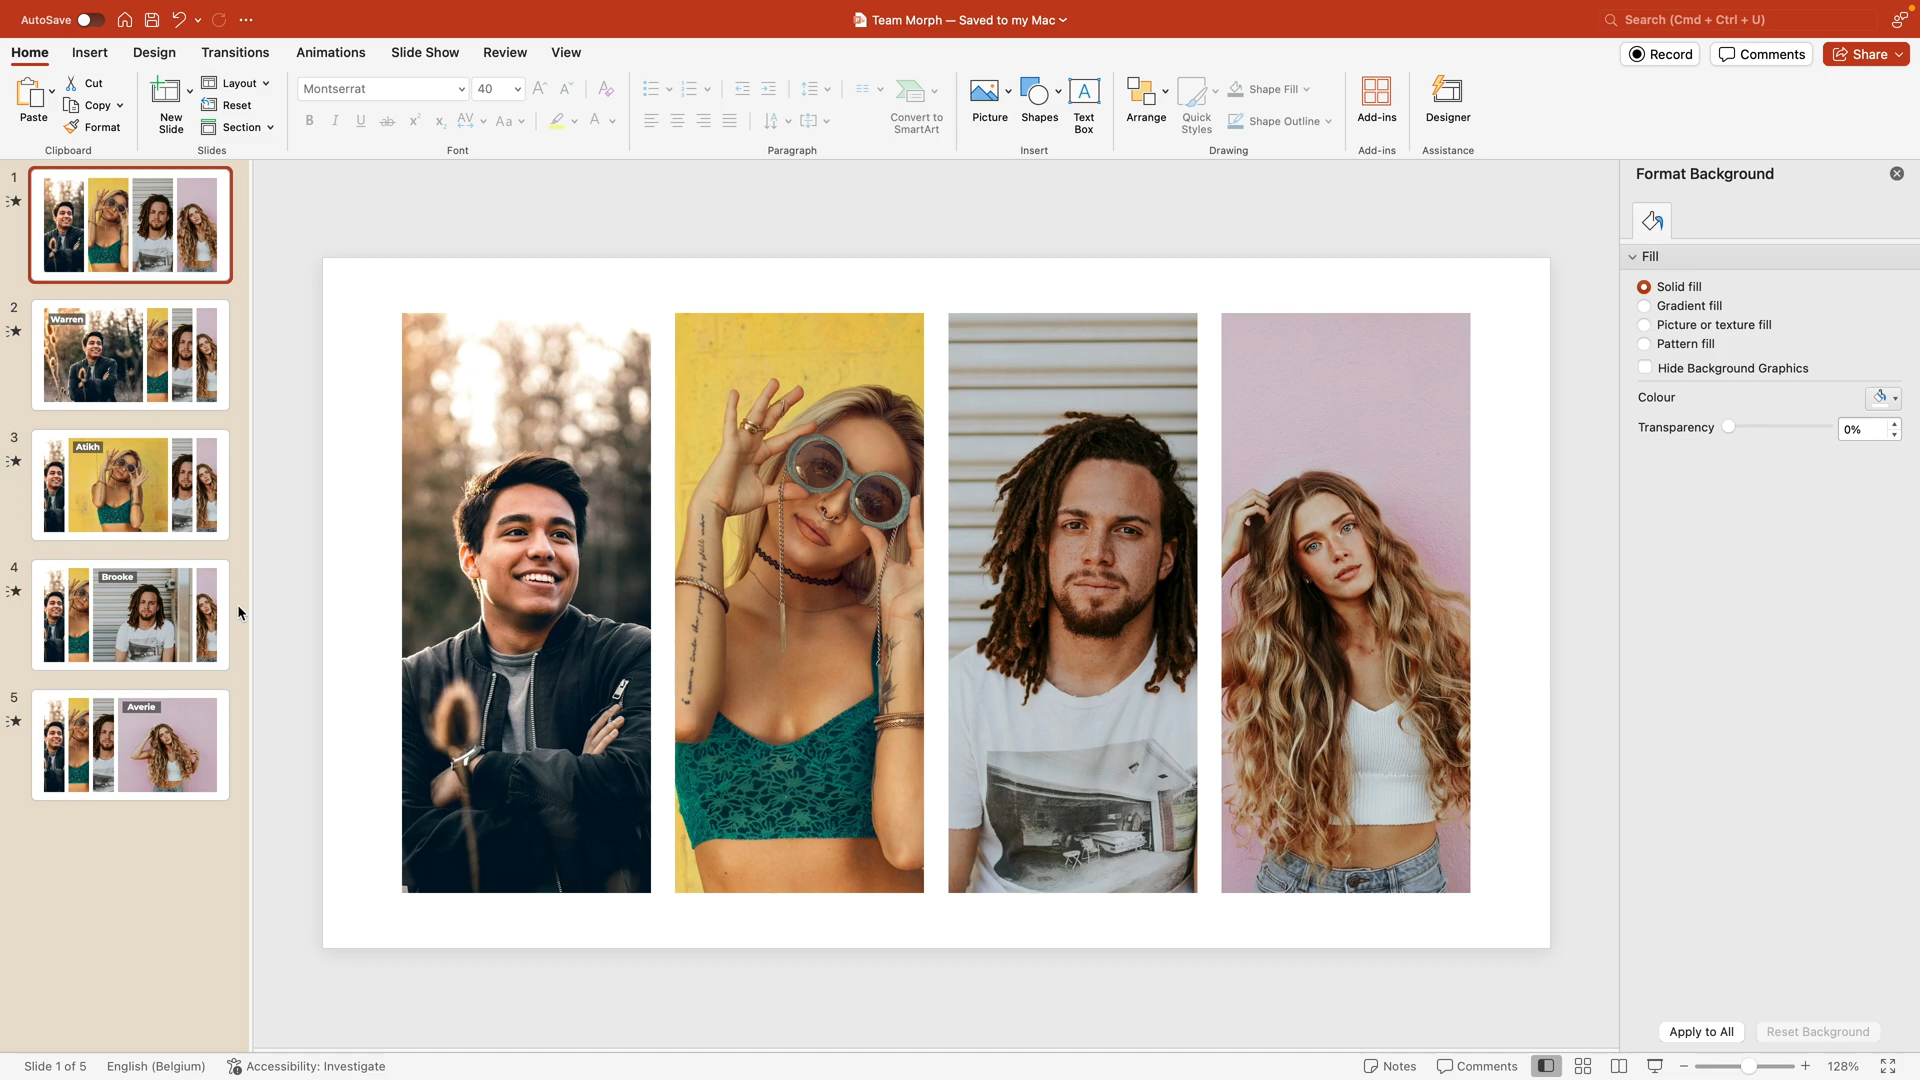 AutoSave
Team Morph — Saved to my Mac
Search (Cmd + Ctrl + U)
Home Insert Design Transitions Animations Slide Show Review View
Record Comments Share
Paste
Cut
Copy
Format
Clipboard
New Slide
Layout
Reset
Section
Slides
Montserrat 40
B I U ab x² x₂ AV Aa A
Font
Convert to SmartArt
Paragraph
Picture
Shapes
Text Box
Insert
Arrange
Quick Styles
Shape Fill
Shape Outline
Drawing
Add-ins
Add-ins
Designer
Assistance
1
2
Warren
3
Atikh
4
Brooke
5
Averie
Format Background
Fill
Solid fill
Gradient fill
Picture or texture fill
Pattern fill
Hide Background Graphics
Colour
Transparency 0%
Apply to All Reset Background
Slide 1 of 5 English (Belgium) Accessibility: Investigate
Notes Comments 128%